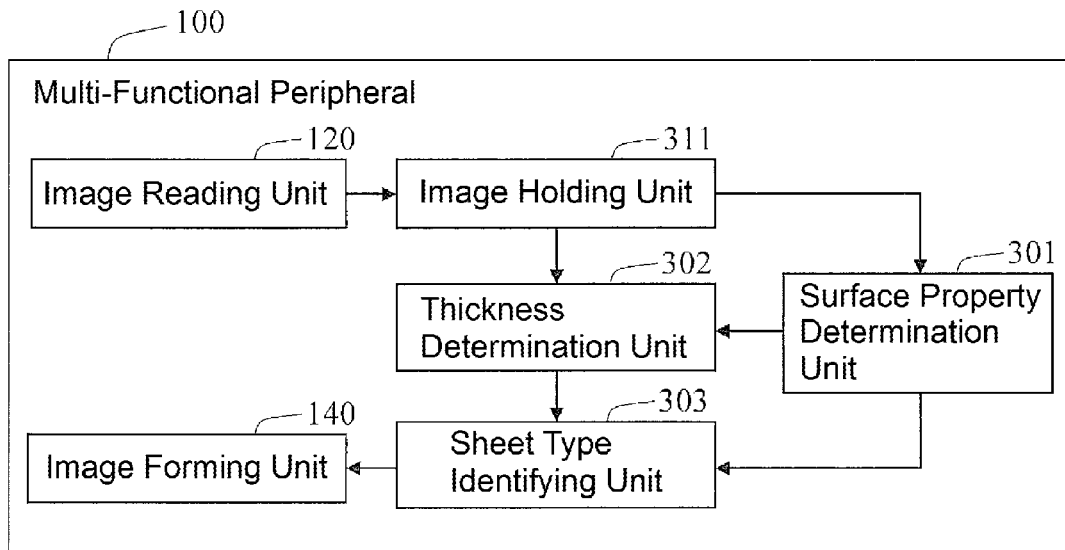 100
Multi-Functional Peripheral
120
311
Image Reading Unit
Image Holding Unit
302
301
Thickness
Determination Unit
Surface Property
Determination
Unit
140
303
Image Forming Unit
Sheet Type
Identifying Unit